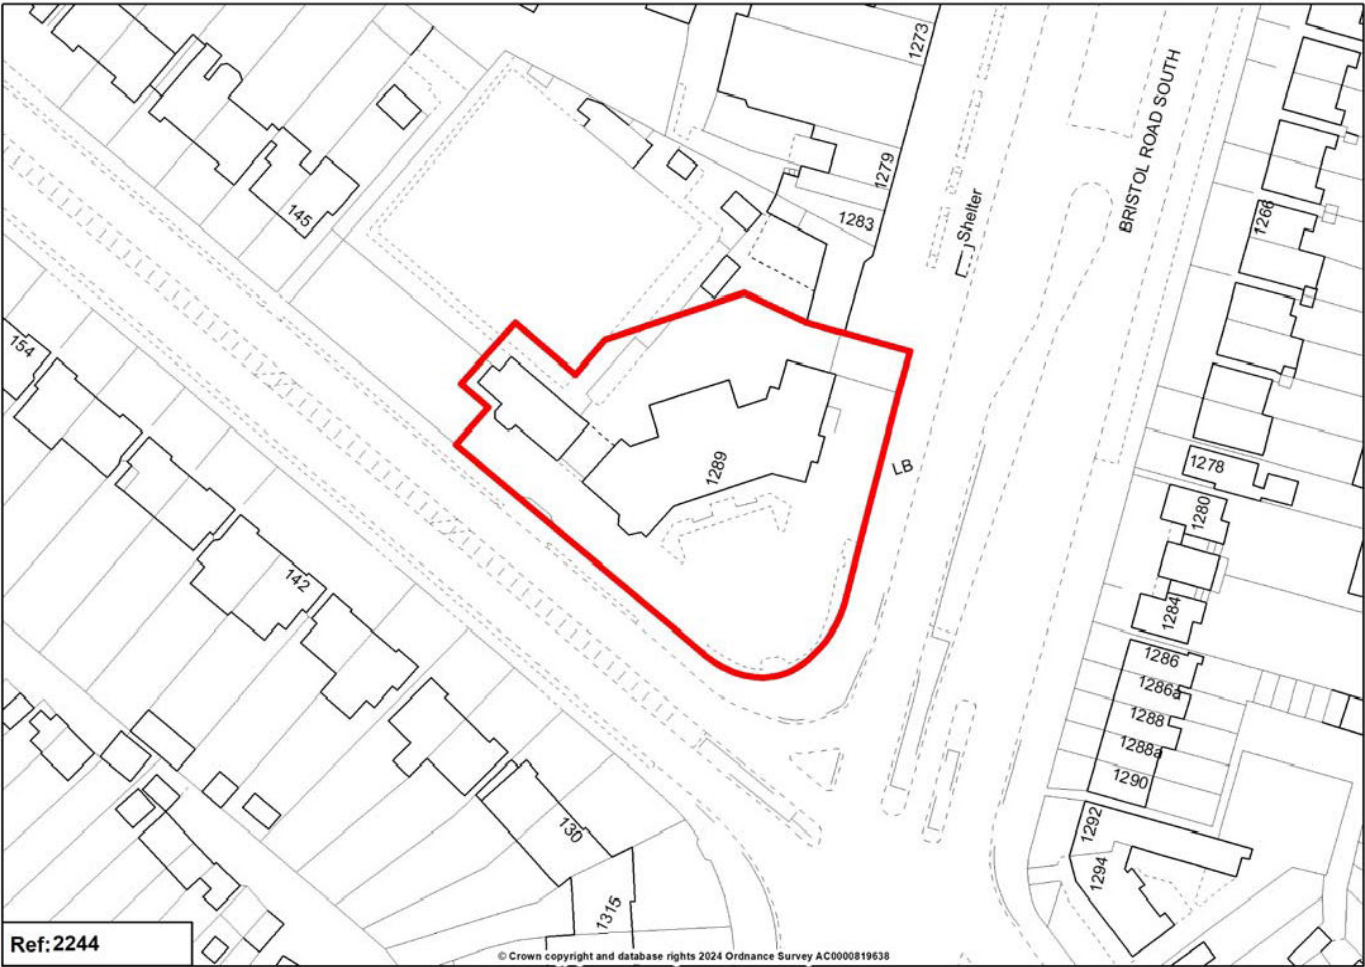 1273
BRISTOL ROAD SOUTH
1279
145
1283
Shelter
1266
154
1289
LB
1278
1280
142
1284
1286
1286a
1288
1288a
1290
130
1292
1294
1315
Ref:2244
© Crown copyright and database rights 2024 Ordnance Survey AC0000819638